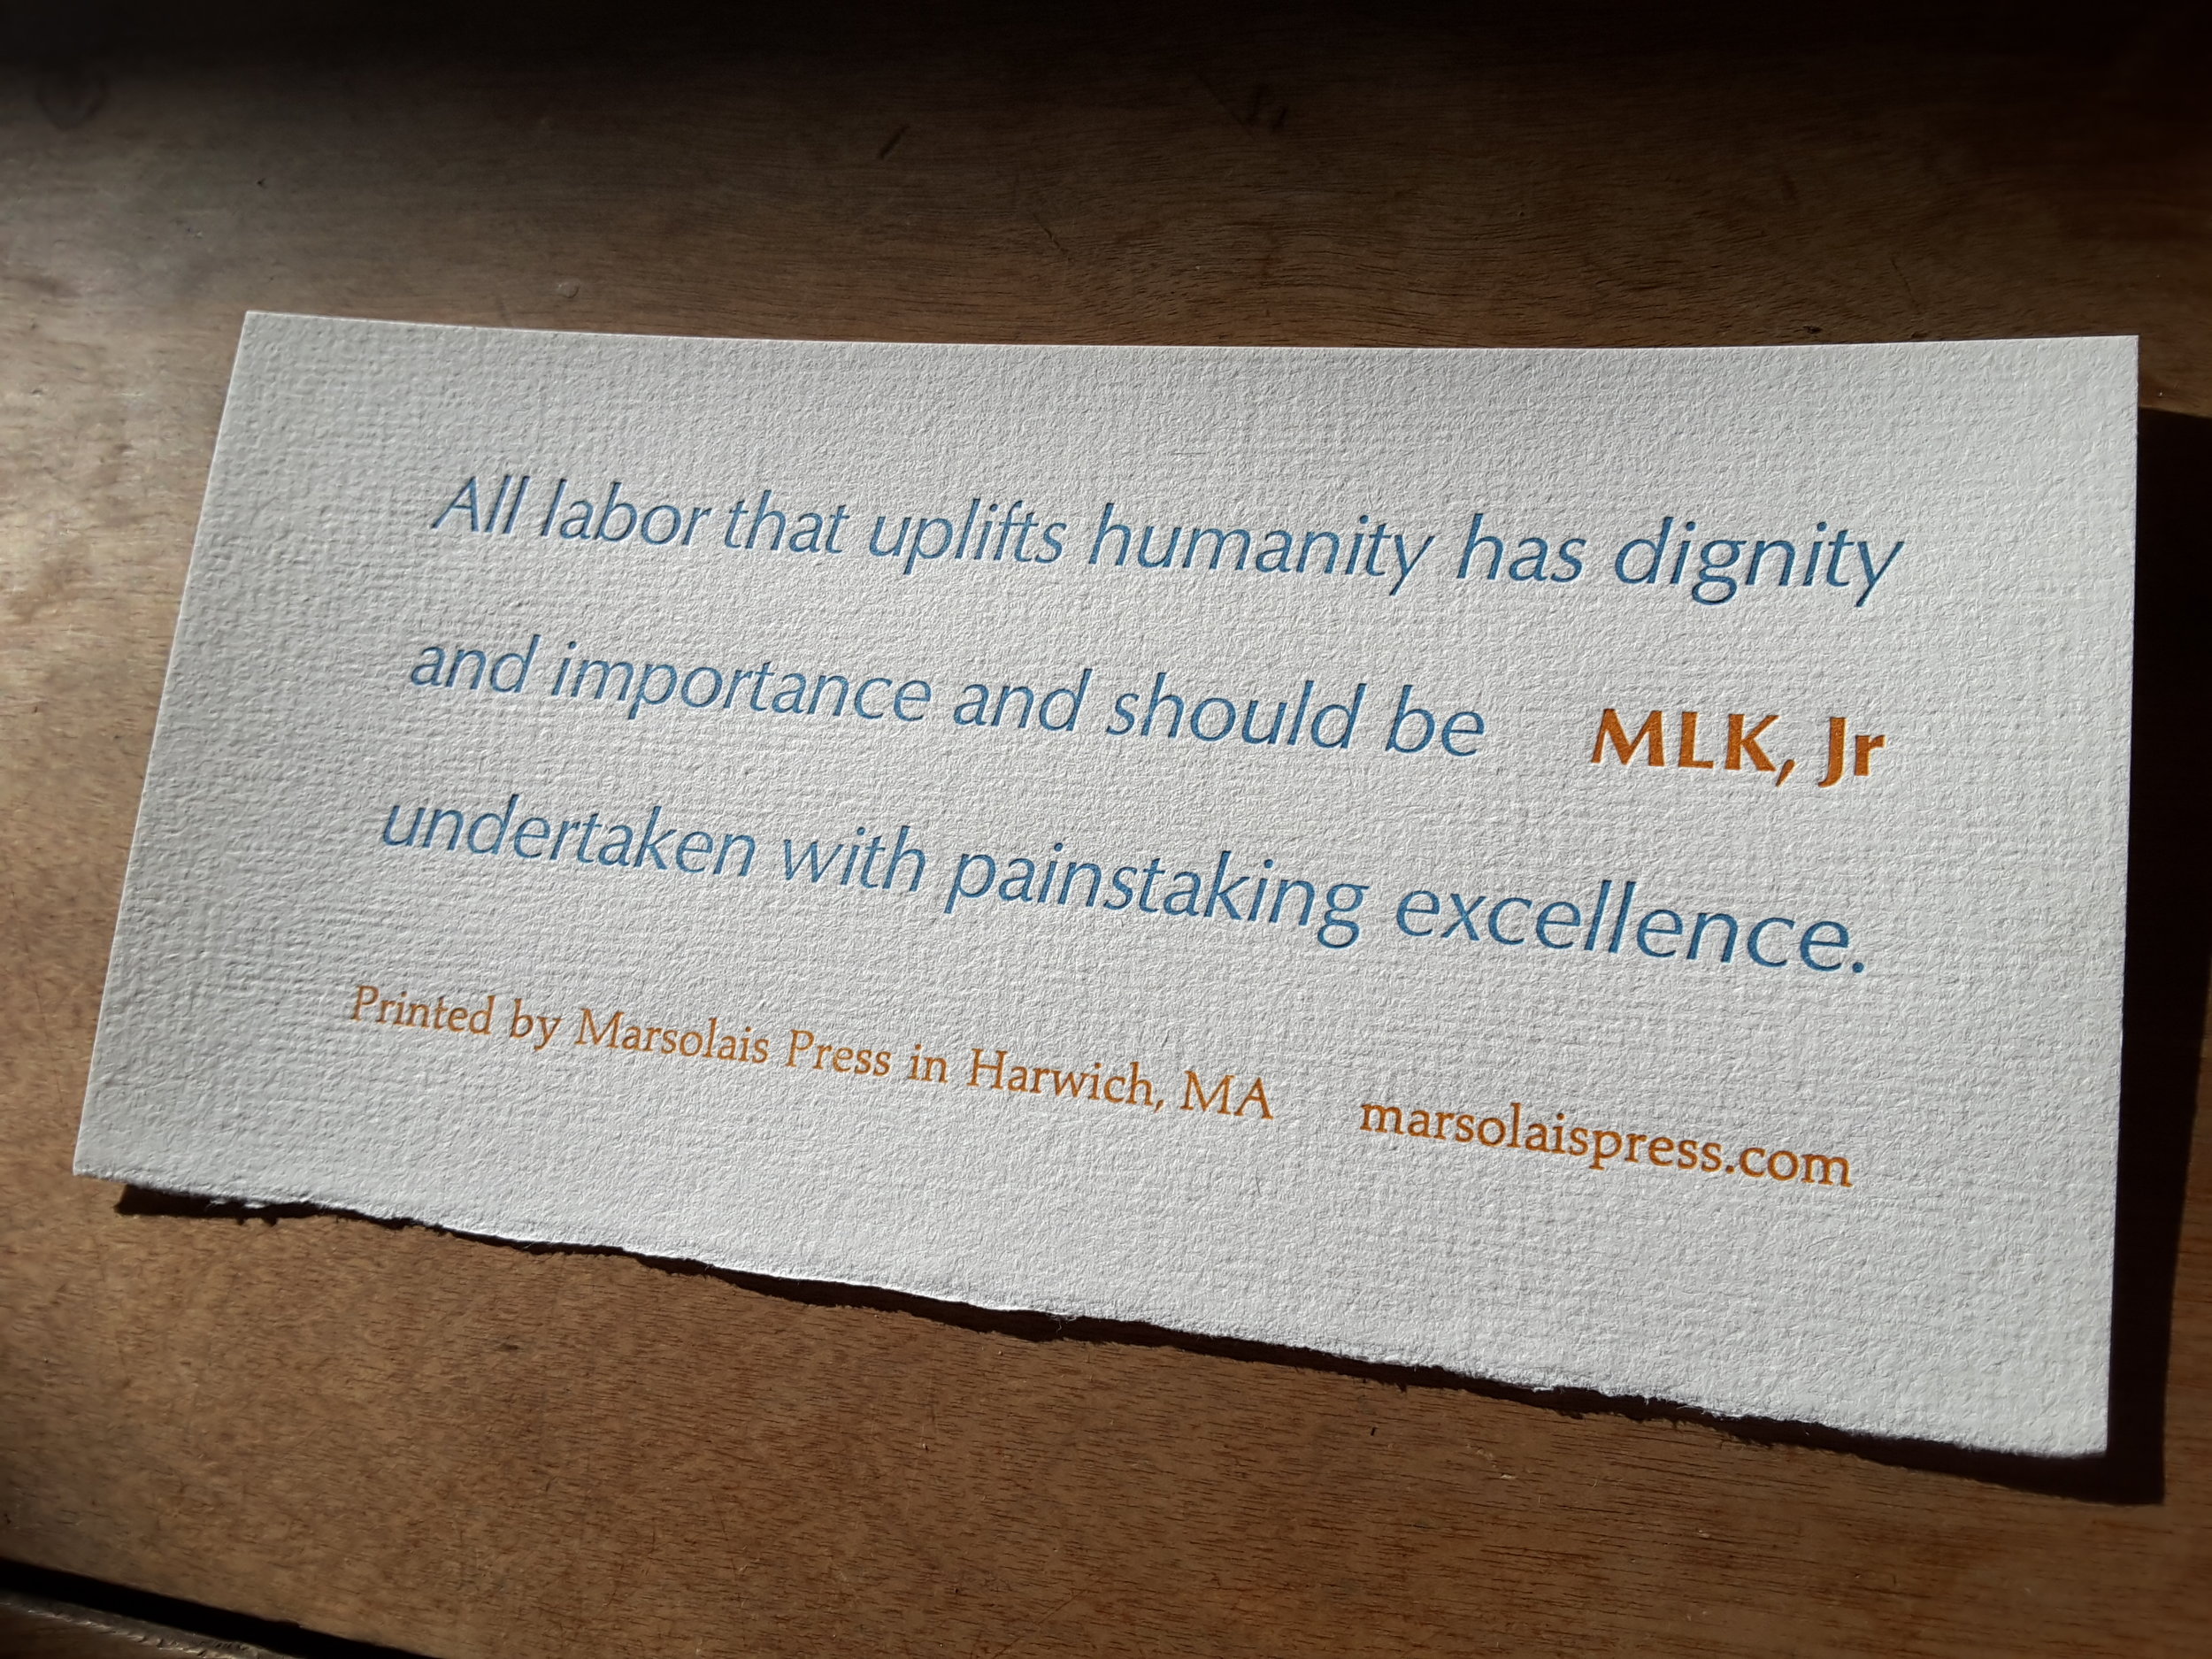 All labor that uplifts humanity has dignity
and importance and should be MLK, Jr
undertaken with painstaking excellence.
Printed by Marsolais Press in Harwich, MA marsolaispress.com